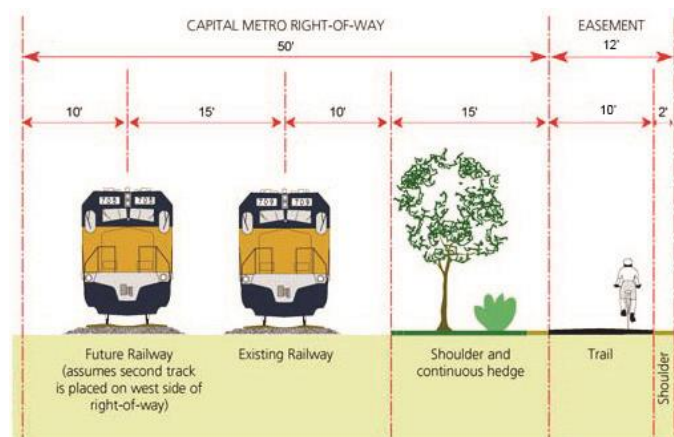 CAPITAL METRO RIGHT-OF-WAY
EASEMENT
50'
12'
10'
15'
10'
15'
10'
2'
705 705
709 709
Future Railway
(assumes second track
is placed on west side of
right-of-way)
Existing Railway
Shoulder and
continuous hedge
Trail
Shoulder